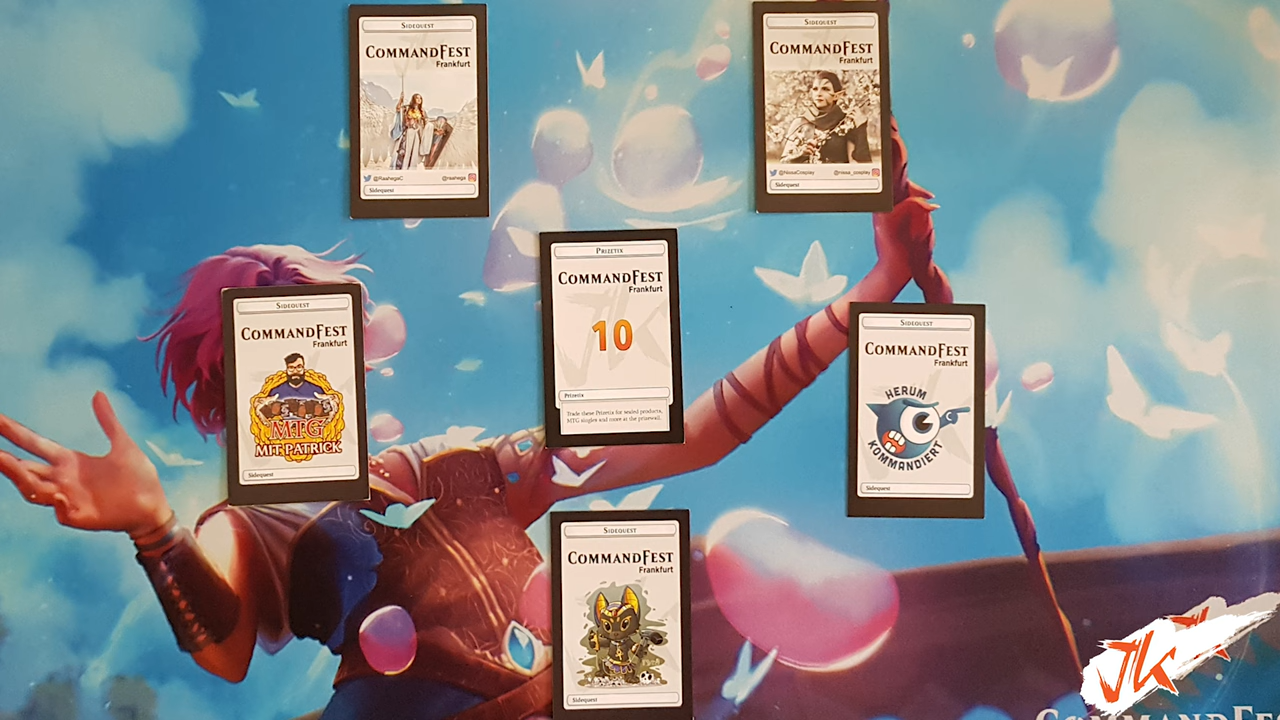 SIDEQUEST
COMMANDFEST
Frankfurt
@RaahegaC @raahega
Sidequest
SIDEQUEST
COMMANDFEST
Frankfurt
@NissaCosplay @nissa_cosplay
Sidequest
PRIZETIX
COMMANDFEST
Frankfurt
10
Prizetix
Trade these Prizetix for sealed products,
MTG singles and more at the prizewall.
SIDEQUEST
COMMANDFEST
Frankfurt
MTG
MIT PATRICK
Sidequest
SIDEQUEST
COMMANDFEST
Frankfurt
HERUM
KOMMANDIERT
Sidequest
SIDEQUEST
COMMANDFEST
Frankfurt
Sidequest
JK